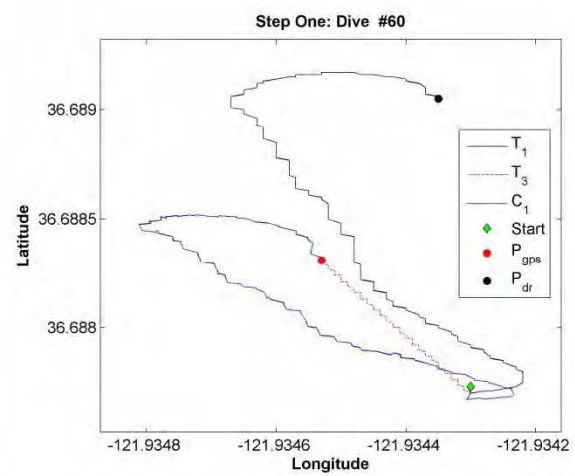 Step One: Dive #60
36.689
36.6885
36.688
Latitude
T1
T3
C1
Start
Pgps
Pdr
-121.9348
-121.9346
-121.9344
-121.9342
Longitude